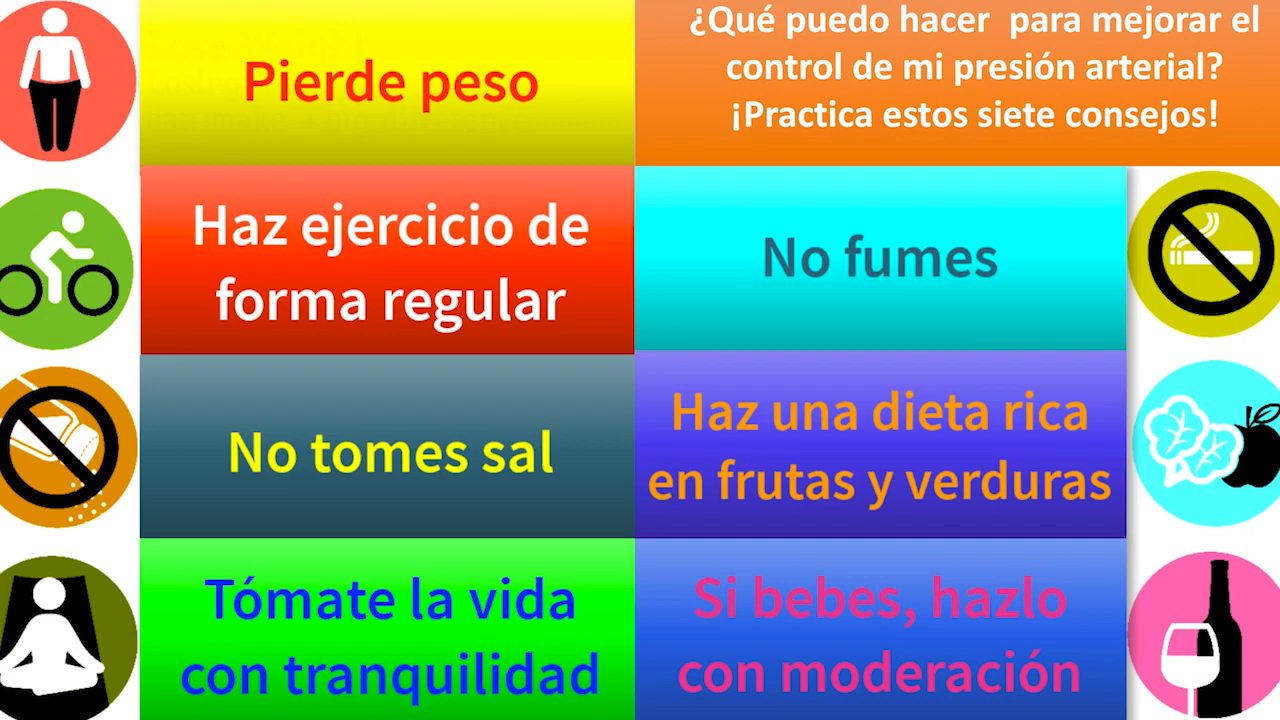 Pierde peso
¿Qué puedo hacer para mejorar el
control de mi presión arterial?
¡Practica estos siete consejos!
Haz ejercicio de
forma regular
No fumes
No tomes sal
Haz una dieta rica
en frutas y verduras
Tómate la vida
con tranquilidad
Si bebes, hazlo
con moderación